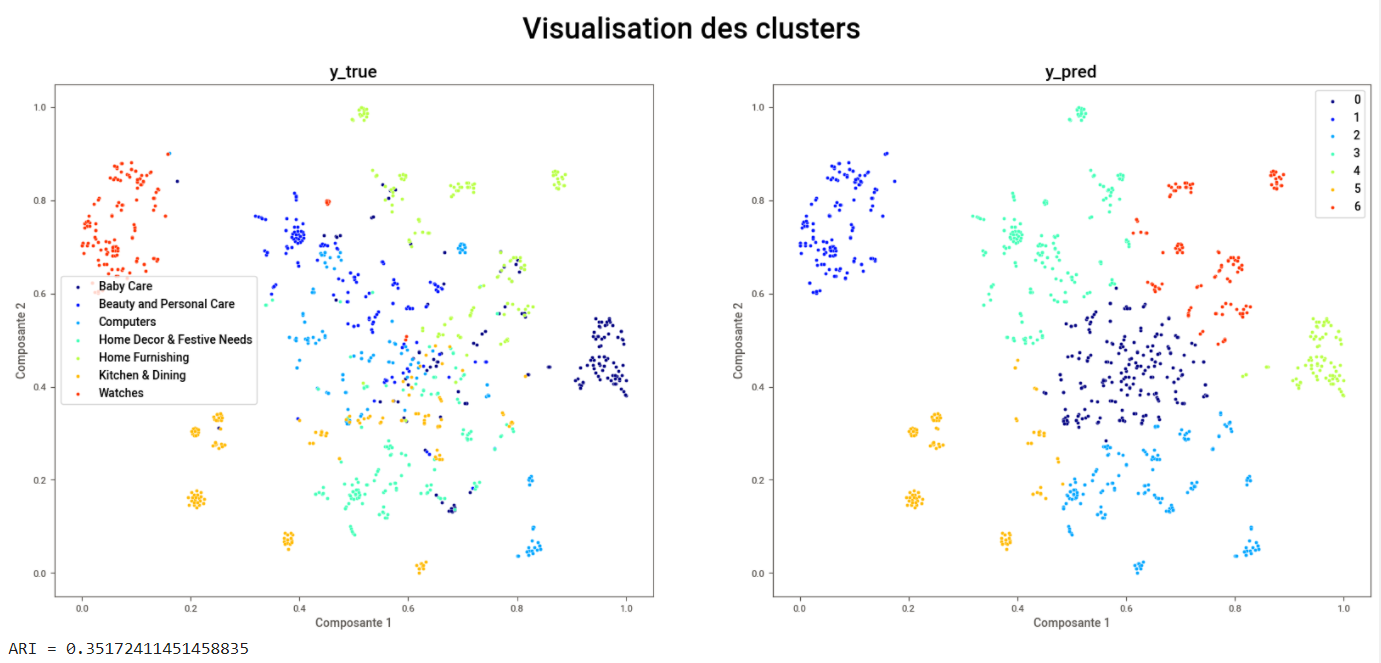 Visualisation des clusters
y_true
1.0
0.8
0.6
0.4
0.2
0.0
Composante 2
0.0 0.2 0.4 0.6 0.8 1.0
Composante 1
Baby Care
Beauty and Personal Care
Computers
Home Decor & Festive Needs
Home Furnishing
Kitchen & Dining
Watches
y_pred
1.0
0.8
0.6
0.4
0.2
0.0
Composante 2
0.0 0.2 0.4 0.6 0.8 1.0
Composante 1
0
1
2
3
4
5
6
ARI = 0.35172411451458835